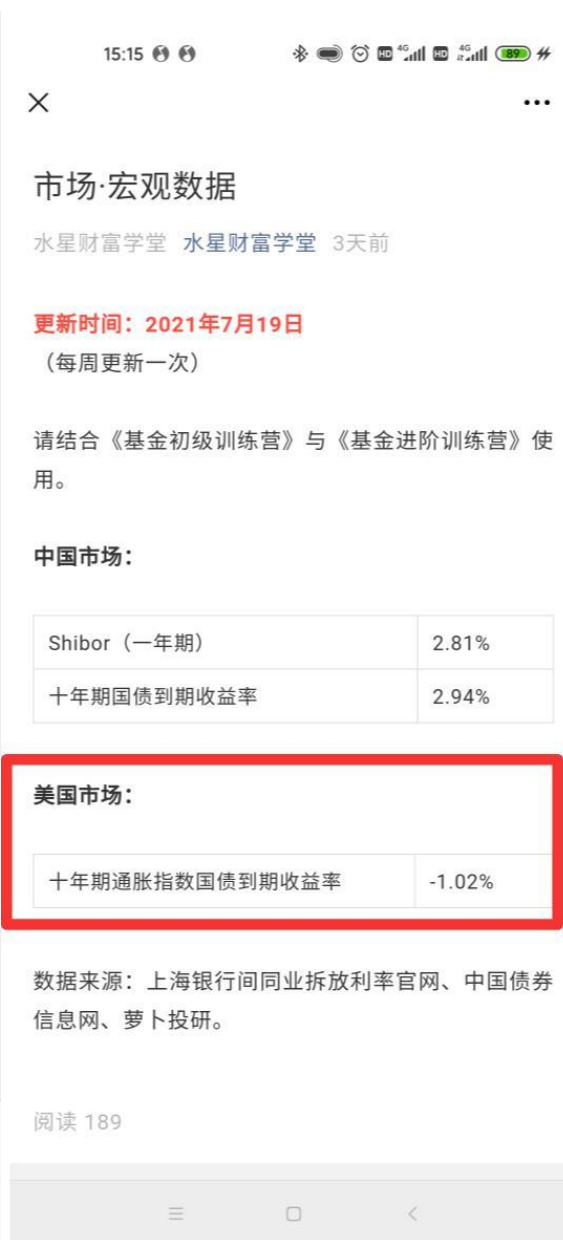 15:15 HD 4G HD 4G 89
市场·宏观数据
水星财富学堂 水星财富学堂 3天前
更新时间：2021年7月19日
（每周更新一次）
请结合《基金初级训练营》与《基金进阶训练营》使
用。
中国市场：
Shibor（一年期） 2.81%
十年期国债到期收益率 2.94%
美国市场：
十年期通胀指数国债到期收益率 -1.02%
数据来源：上海银行间同业拆放利率官网、中国债券
信息网、萝卜投研。
阅读 189